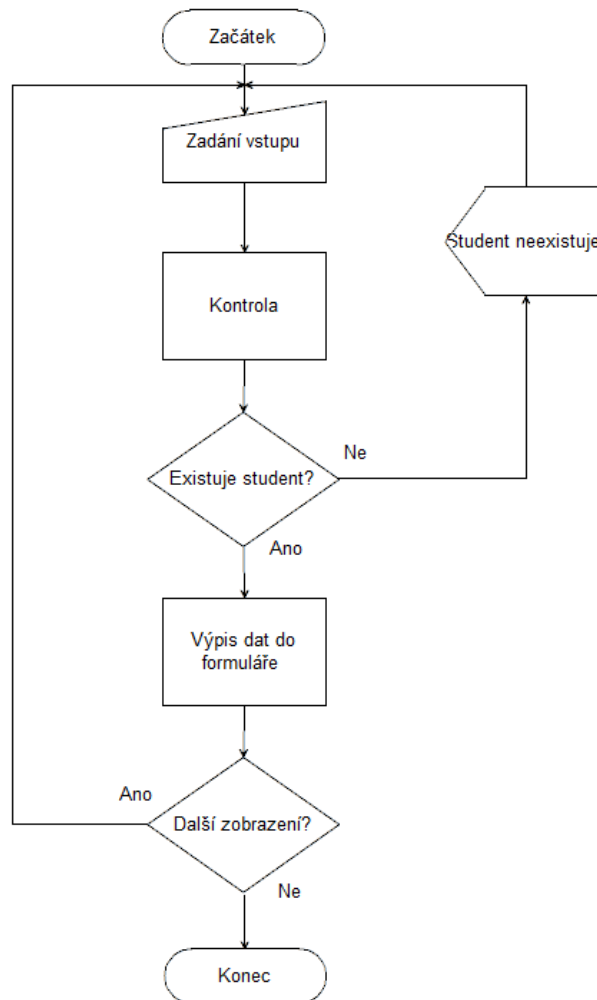 Začátek
Zadání vstupu
Student neexistuje
Kontrola
Ne
Existuje student?
Ano
Výpis dat do
formuláře
Ano
Další zobrazení?
Ne
Konec